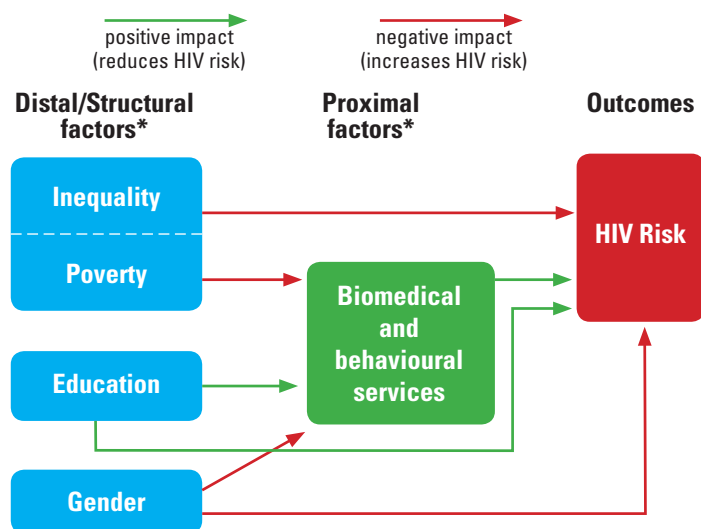 positive impact
(reduces HIV risk)
negative impact
(increases HIV risk)
Distal/Structural
factors*
Proximal
factors*
Outcomes
Inequality
Poverty
HIV Risk
Biomedical
and
behavioural
services
Education
Gender